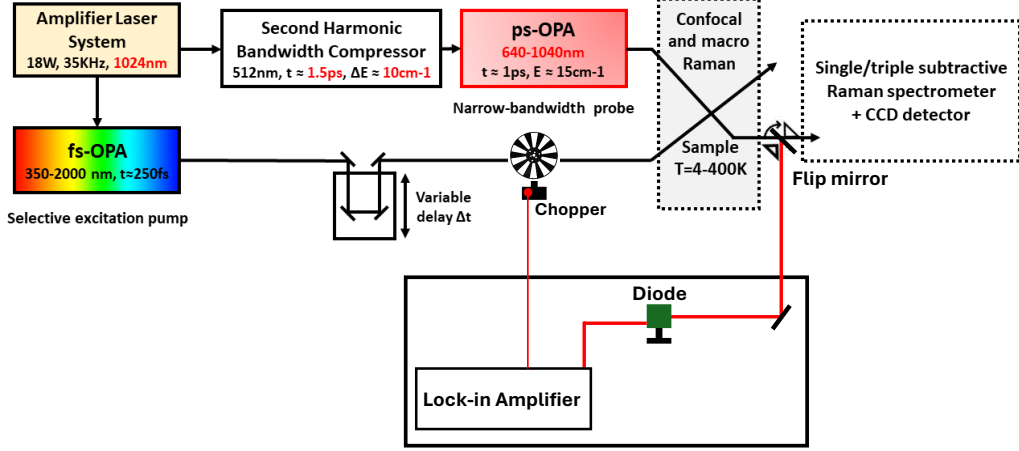 Amplifier Laser
System
18W, 35KHz, 1024nm
Second Harmonic
Bandwidth Compressor
512nm, t ≈ 1.5ps, ΔE ≈ 10cm-1
ps-OPA
640-1040nm
t ≈ 1ps, E ≈ 15cm-1
Narrow-bandwidth probe
Confocal
and macro
Raman
Single/triple subtractive
Raman spectrometer
+ CCD detector
fs-OPA
350-2000 nm, t≈250fs
Selective excitation pump
Variable
delay Δt
Chopper
Sample
T=4-400K
Flip mirror
Diode
Lock-in Amplifier